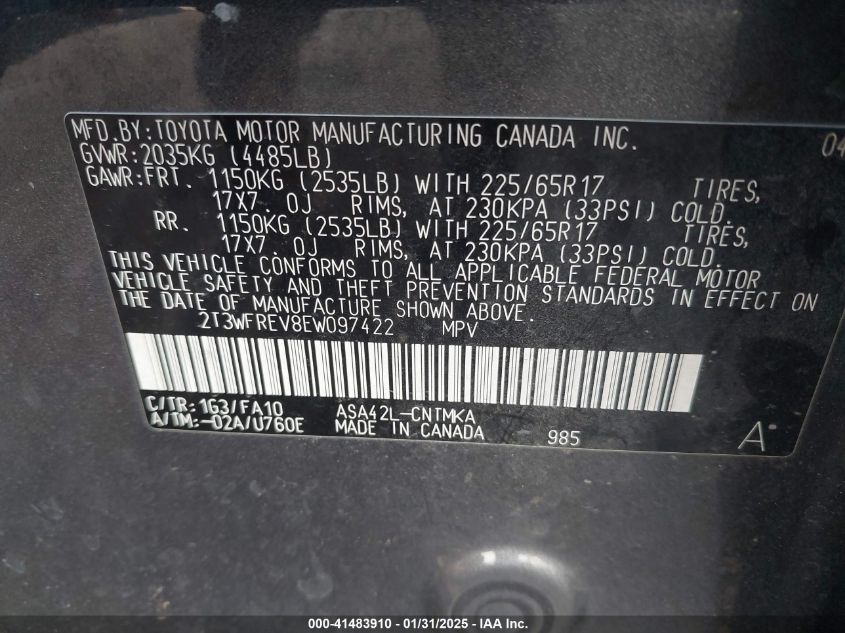 MFD. BY: TOYOTA MOTOR MANUFACTURING CANADA INC. 04
GVWR: 2035KG (4485LB)
GAWR: FRT. 1150KG (2535LB) WITH 225/65R17 TIRES,
17X7.0J RIMS, AT 230KPA (33PSI) COLD.
RR. 1150KG (2535LB) WITH 225/65R17 TIRES,
17X7.0J RIMS, AT 230KPA (33PSI) COLD.
THIS VEHICLE CONFORMS TO ALL APPLICABLE FEDERAL MOTOR
VEHICLE SAFETY AND THEFT PREVENTION STANDARDS IN EFFECT ON
THE DATE OF MANUFACTURE SHOWN ABOVE.
2T3WFREV8EW097422 MPV
C/TR: 1G3/FA10 ASA42L-CNTMKA
A/TM: -02A/U760E MADE IN CANADA 985 A
000-41483910 - 01/31/2025 - IAA Inc.